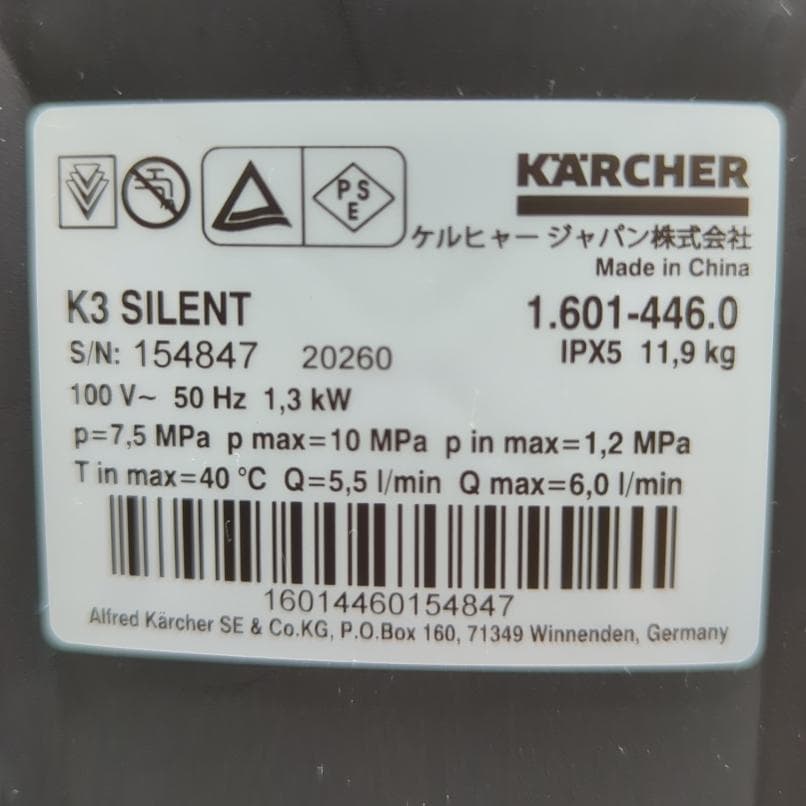 PSE
KÄRCHER
ケルヒャー ジャパン株式会社
Made in China
K3 SILENT 1.601-446.0
S/N: 154847 20260 IPX5 11,9 kg
100 V~ 50 Hz 1,3 kW
p=7,5 MPa p max=10 MPa p in max=1,2 MPa
T in max=40 °C Q=5,5 l/min Q max=6,0 l/min
16014460154847
Alfred Kärcher SE & Co.KG, P.O.Box 160, 71349 Winnenden, Germany